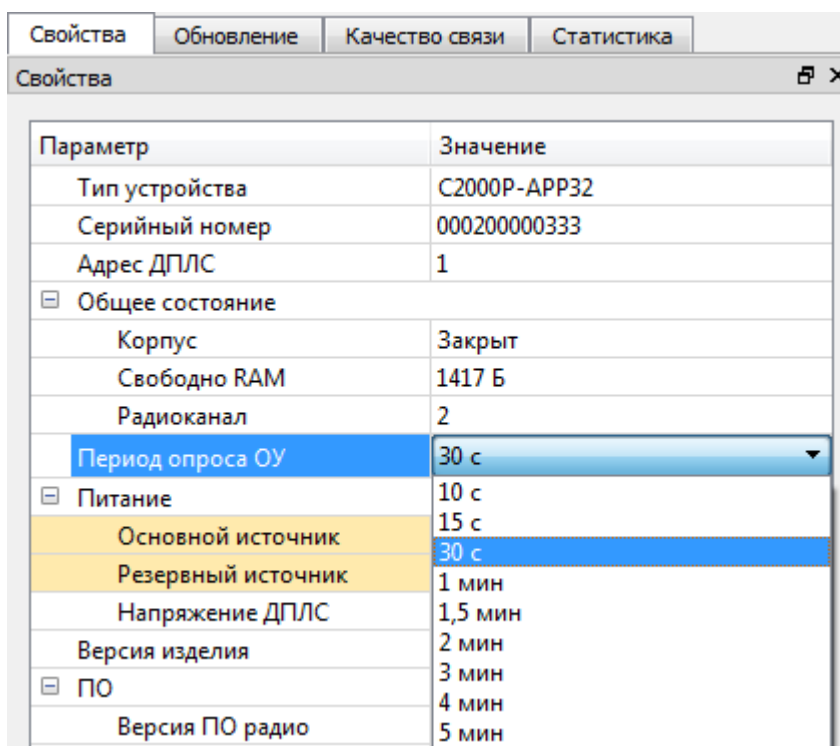 Свойства Обновление Качество связи Статистика
Свойства
Параметр Значение
Тип устройства С2000Р-АРР32
Серийный номер 000200000333
Адрес ДПЛС 1
Общее состояние
Корпус Закрыт
Свободно RAM 1417 Б
Радиоканал 2
Период опроса ОУ 30 с
10 с
Питание
15 с
Основной источник
30 с
Резервный источник
1 мин
Напряжение ДПЛС
1,5 мин
2 мин
Версия изделия
3 мин
ПО
4 мин
Версия ПО радио
5 мин